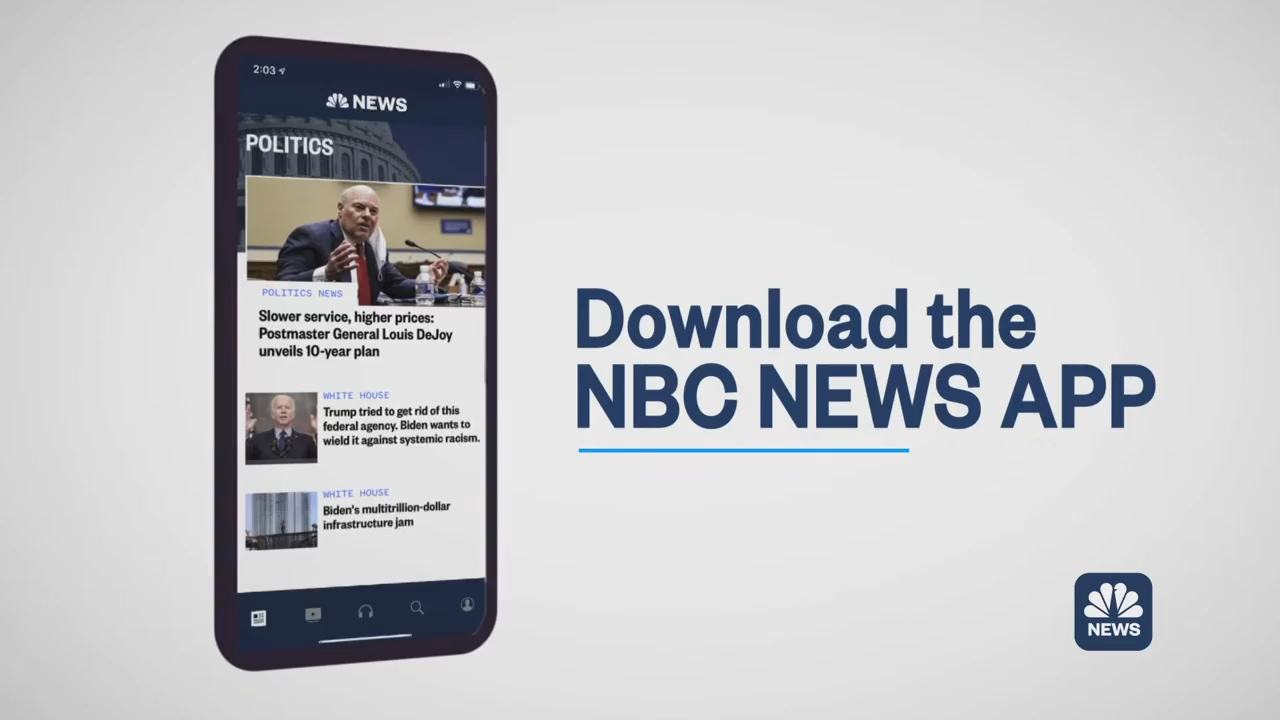 2:03
NEWS
POLITICS
POLITICS NEWS
Slower service, higher prices:
Postmaster General Louis DeJoy
unveils 10-year plan
WHITE HOUSE
Trump tried to get rid of this
federal agency. Biden wants to
wield it against systemic racism.
WHITE HOUSE
Biden's multitrillion-dollar
infrastructure jam
Download the
NBC NEWS APP
NEWS